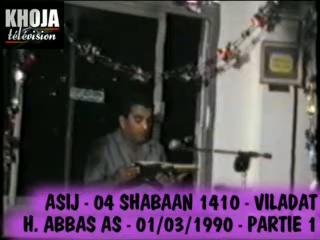 KHOJA
télévision
ASIJ - 04 SHABAAN 1410 - VILADAT
H. ABBAS AS - 01/03/1990 - PARTIE 1